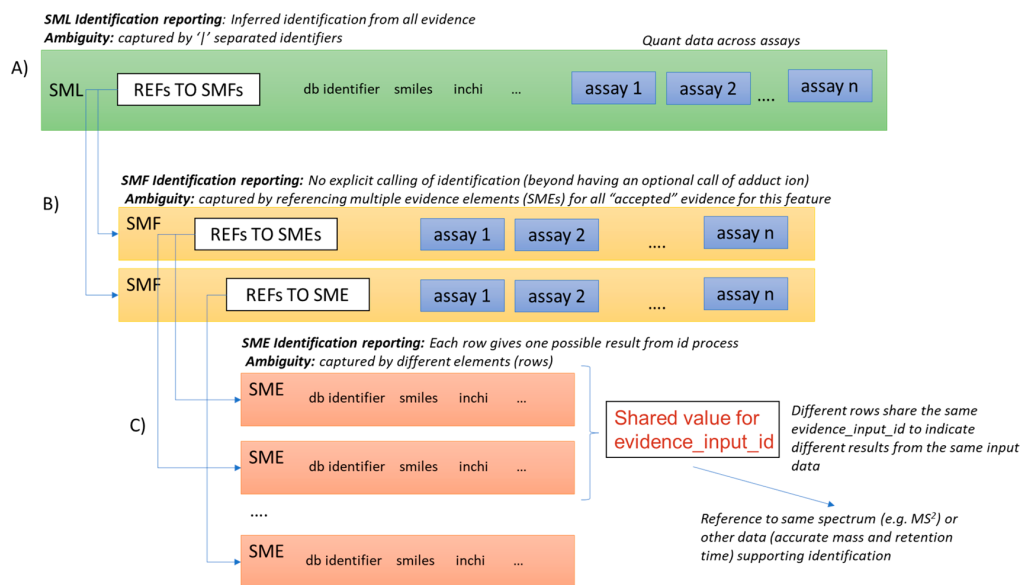 SML Identification reporting: Inferred identification from all evidence
Ambiguity: captured by '|' separated identifiers
Quant data across assays
A)
SML
REFs TO SMFs
db identifier smiles inchi ...
assay 1 assay 2 .... assay n
SMF Identification reporting: No explicit calling of identification (beyond having an optional call of adduct ion)
Ambiguity: captured by referencing multiple evidence elements (SMEs) for all "accepted" evidence for this feature
B)
SMF
REFs TO SMEs
assay 1 assay 2 .... assay n
SMF
REFs TO SME
assay 1 assay 2 .... assay n
SME Identification reporting: Each row gives one possible result from id process
Ambiguity: captured by different elements (rows)
C)
SME
db identifier smiles inchi ...
SME
db identifier smiles inchi ...
....
SME
db identifier smiles inchi ...
Shared value for
evidence_input_id
Different rows share the same
evidence_input_id to indicate
different results from the same input
data
Reference to same spectrum (e.g. MS²) or
other data (accurate mass and retention
time) supporting identification